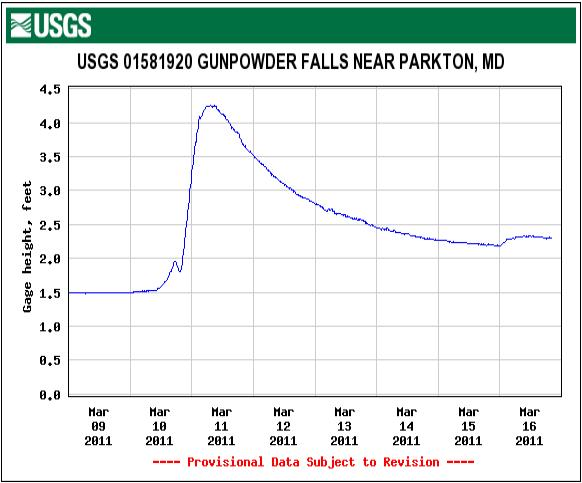 USGS
USGS 01581920 GUNPOWDER FALLS NEAR PARKTON, MD
Gage height, feet
4.5
4.0
3.5
3.0
2.5
2.0
1.5
1.0
0.5
0.0
Mar Mar Mar Mar Mar Mar Mar Mar
09 10 11 12 13 14 15 16
2011 2011 2011 2011 2011 2011 2011 2011
---- Provisional Data Subject to Revision ----